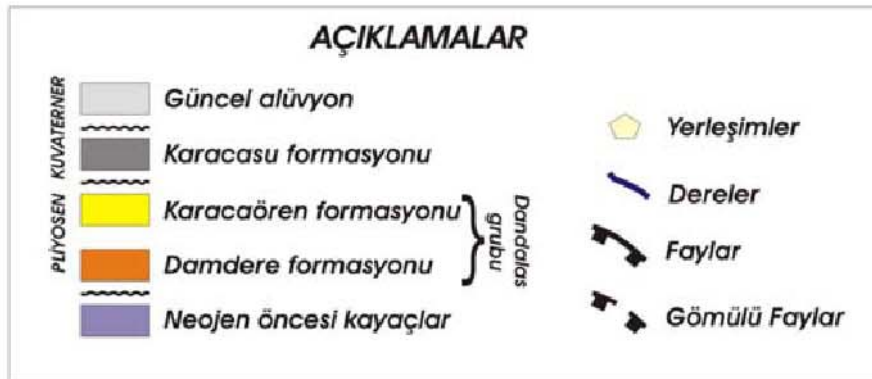 AÇIKLAMALAR
KUVATERNER
PLİYOSEN
Güncel alüvyon
Karacasu formasyonu
Karacaören formasyonu
Damdere formasyonu
Neojen öncesi kayaçlar
Dandalas
grubu
Yerleşimler
Dereler
Faylar
Gömülü Faylar